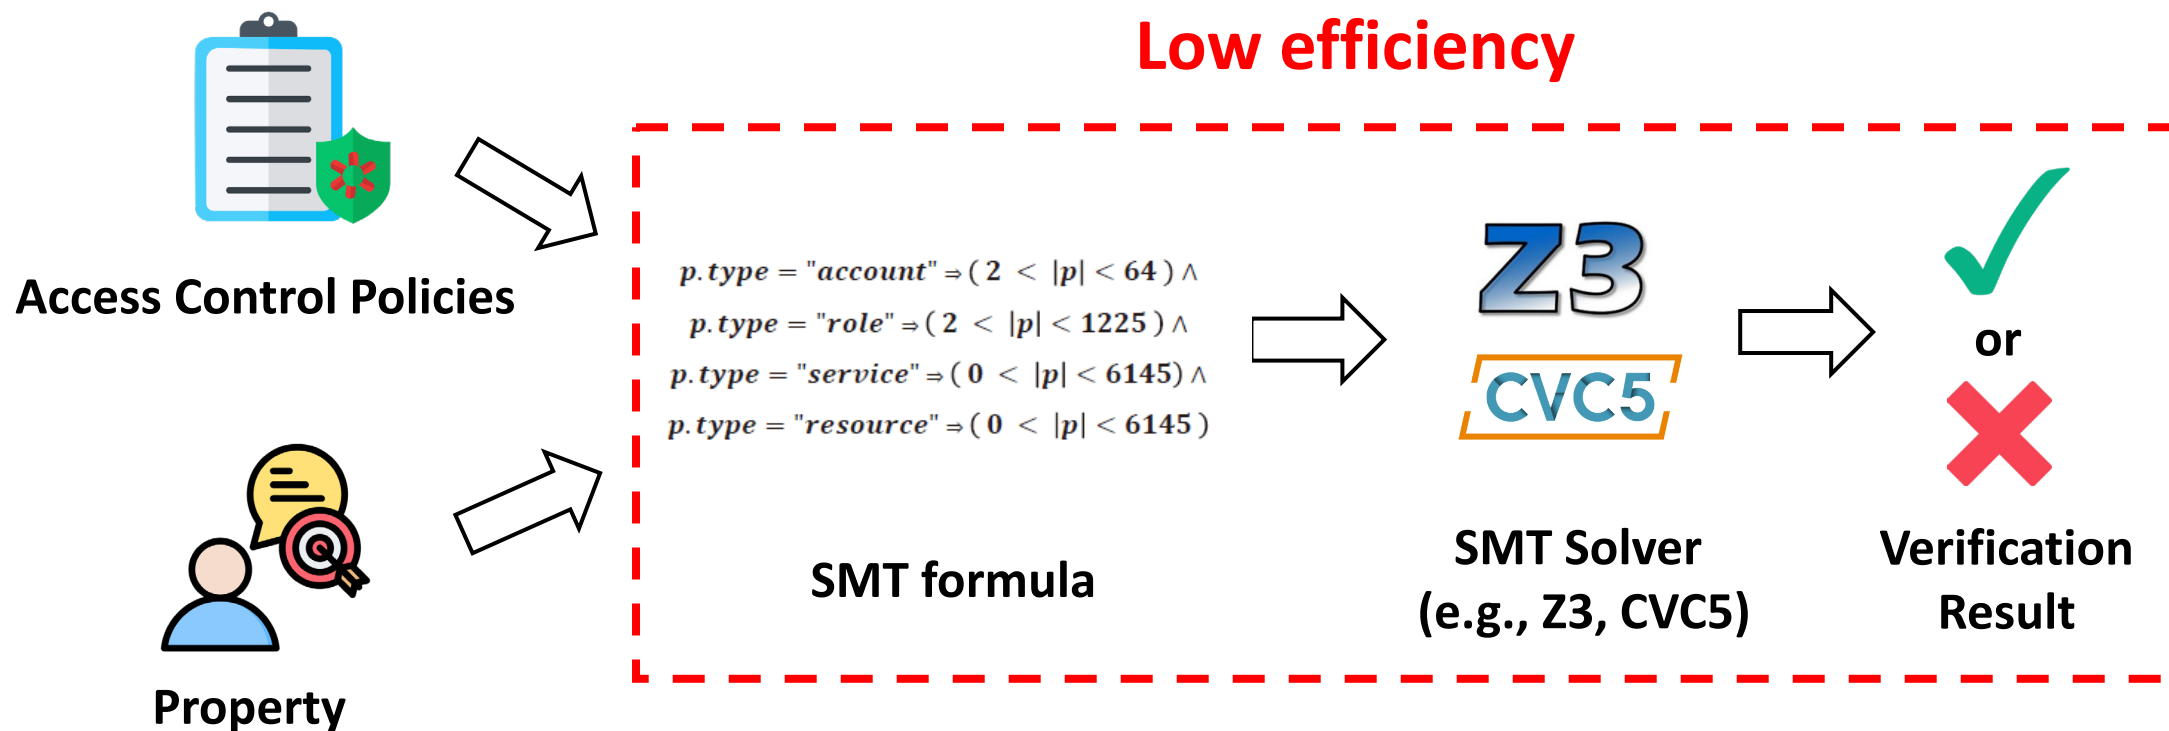 Low efficiency
Access Control Policies
Property
p.type = "account" ⇒ ( 2 < |p| < 64 ) ∧
p.type = "role" ⇒ ( 2 < |p| < 1225 ) ∧
p.type = "service" ⇒ ( 0 < |p| < 6145) ∧
p.type = "resource" ⇒ ( 0 < |p| < 6145 )
SMT formula
Z3
CVC5
SMT Solver
(e.g., Z3, CVC5)
or
Verification
Result